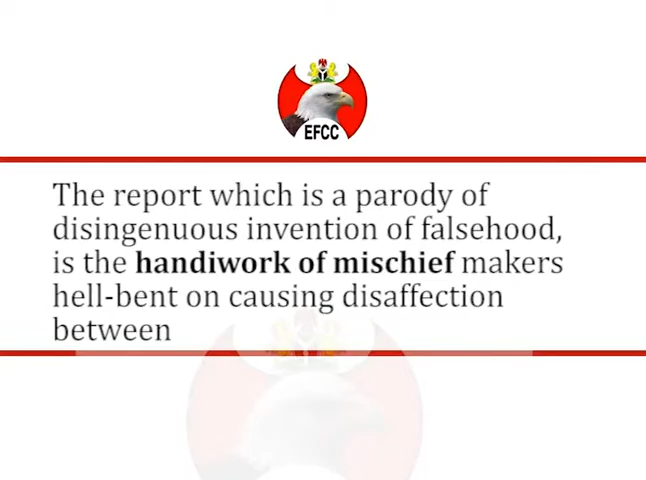 EFCC
The report which is a parody of
disingenuous invention of falsehood,
is the handiwork of mischief makers
hell-bent on causing disaffection
between